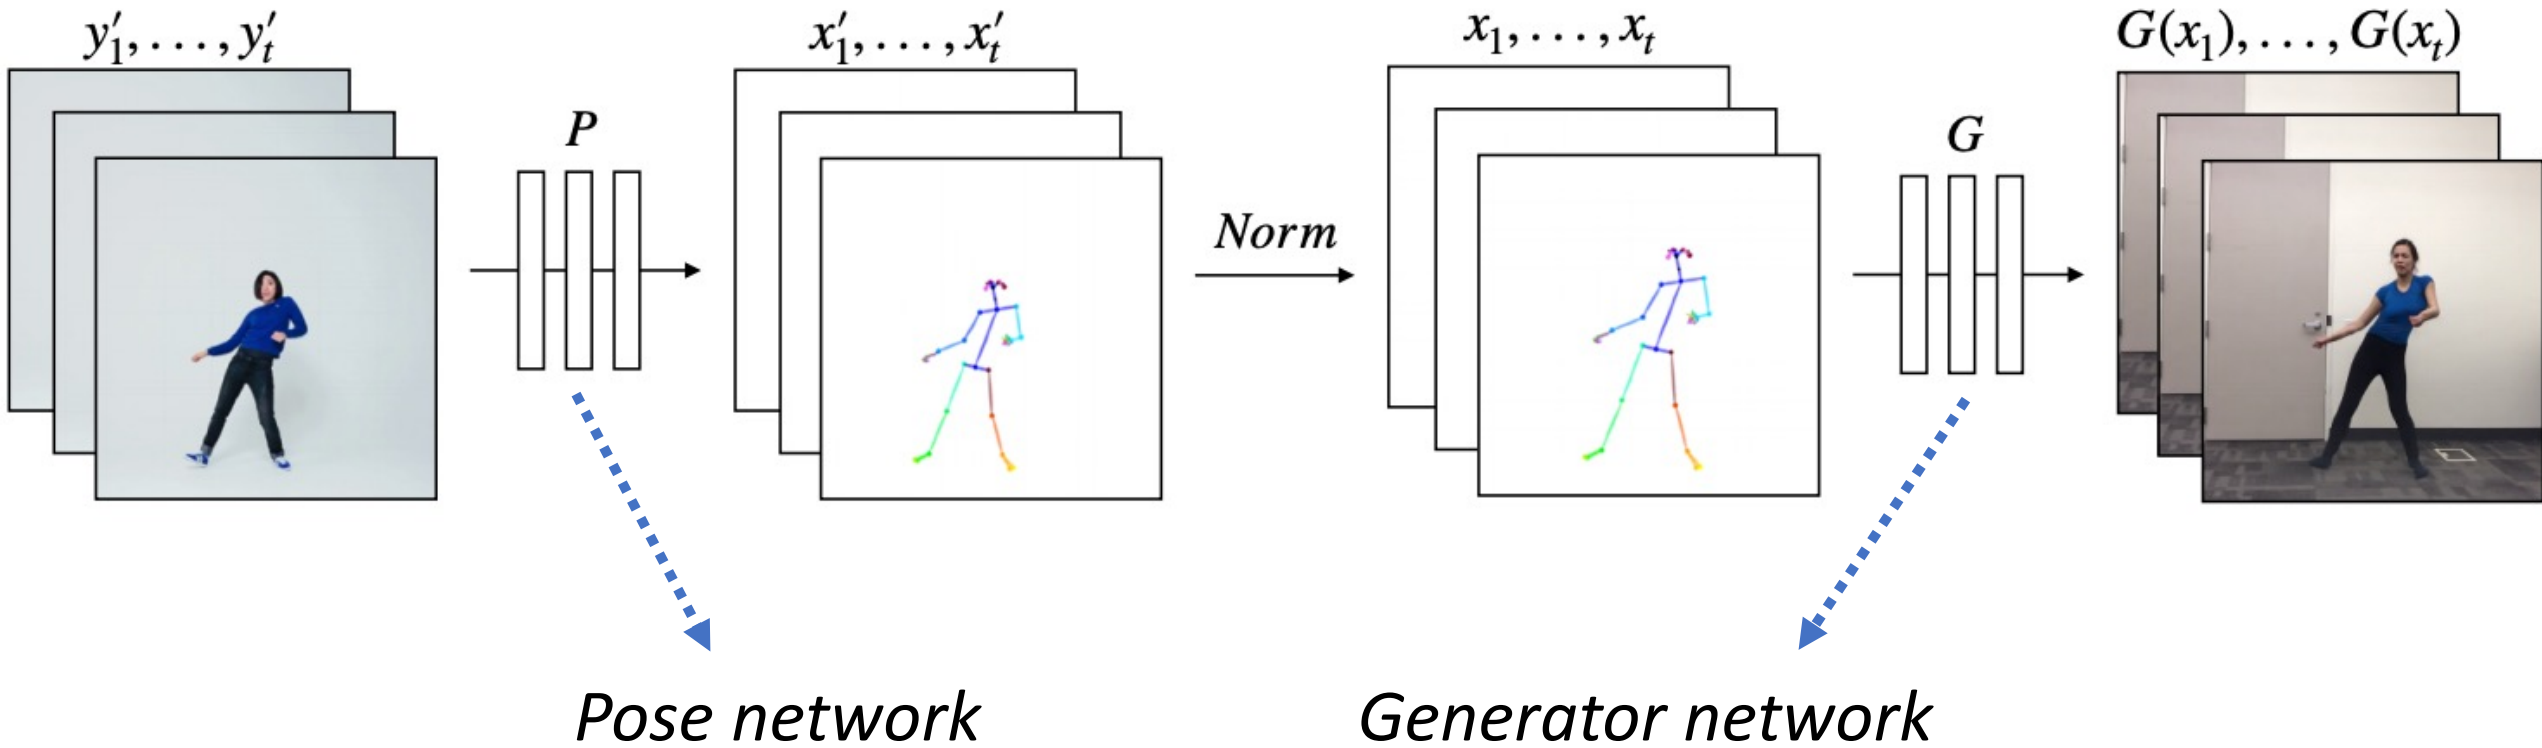 y′₁, . . . , y′ₜ
x′₁, . . . , x′ₜ
x₁, . . . , xₜ
G(x₁), . . . , G(xₜ)
P
Norm
G
Pose network
Generator network